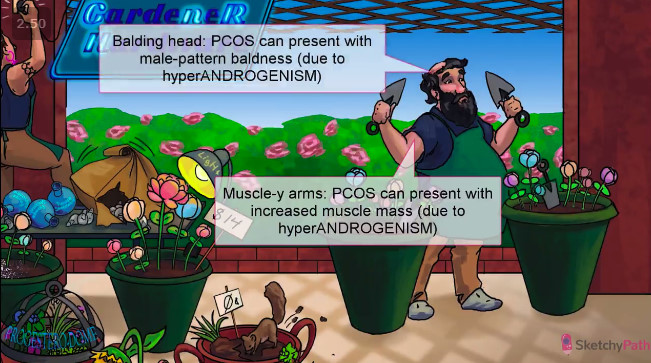 2:50
GardeneR
Balding head: PCOS can present with
male-pattern baldness (due to
hyperANDROGENISM)
Muscle-y arms: PCOS can present with
increased muscle mass (due to
hyperANDROGENISM)
814
SketchyPath